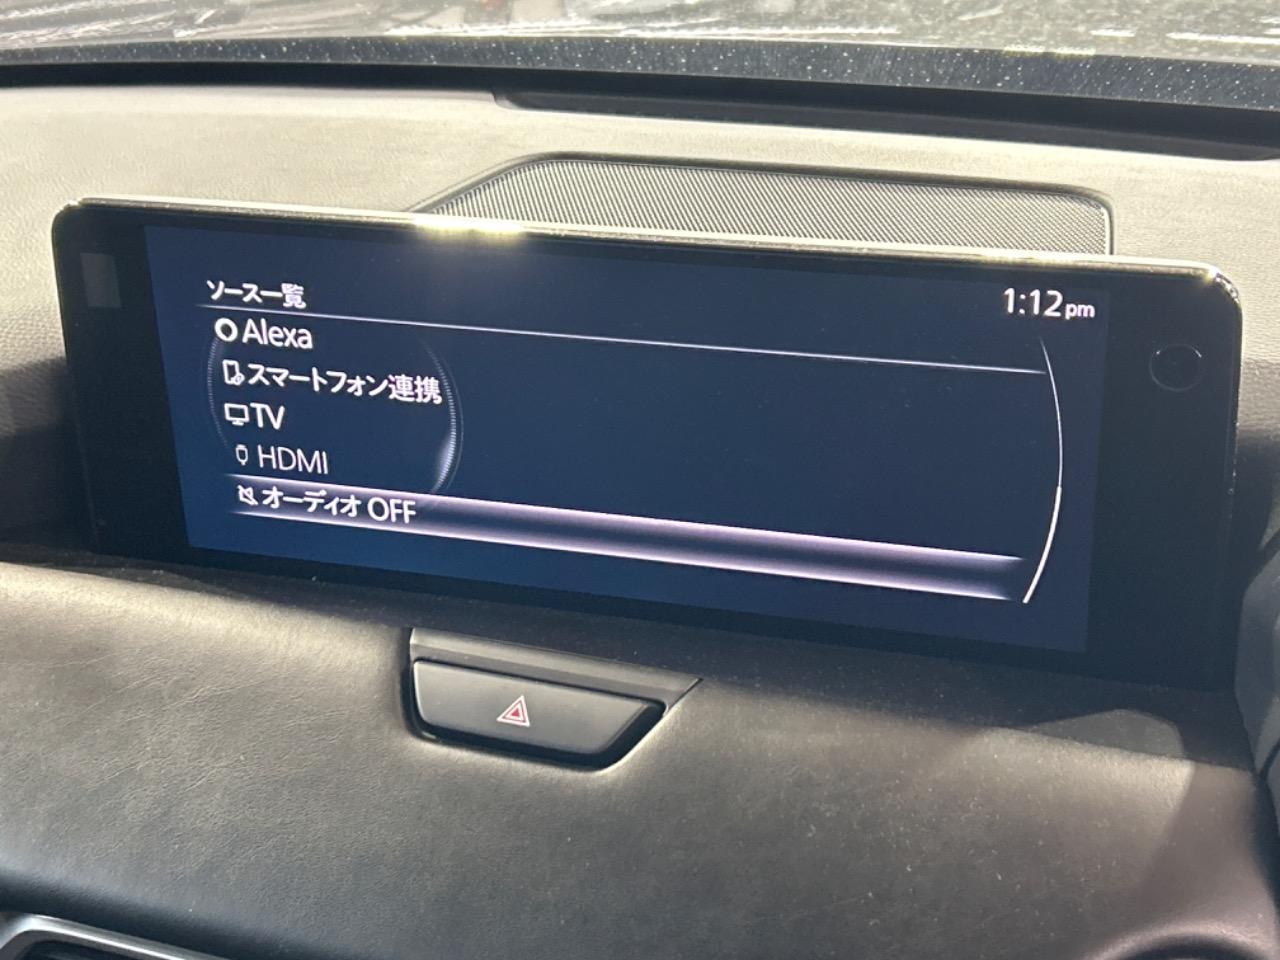 ソース一覧
1:12pm
Alexa
スマートフォン連携
TV
HDMI
オーディオ OFF